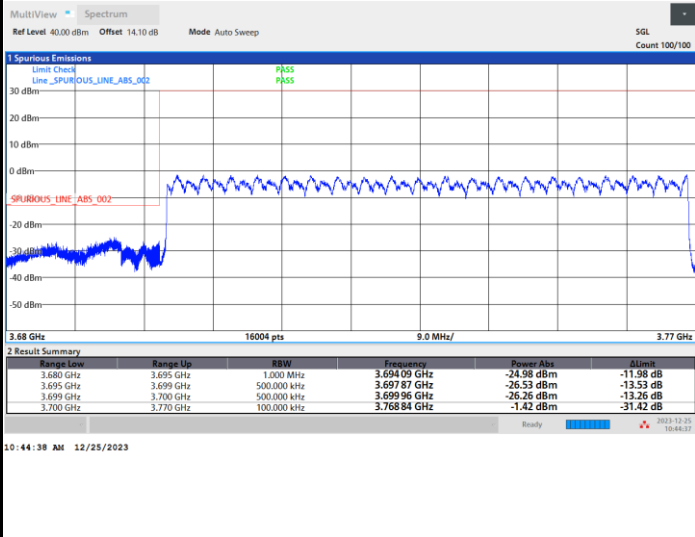 MultiView Spectrum
Ref Level 40.00 dBm Offset 14.10 dB Mode Auto Sweep SGL
Count 100/100
1 Spurious Emissions
Limit Check PASS
Line _SPURIOUS_LINE_ABS_002 PASS
30 dBm
20 dBm
10 dBm
0 dBm
_SPURIOUS_LINE_ABS_002
-20 dBm
-30 dBm
-40 dBm
-50 dBm
3.68 GHz 16004 pts 9.0 MHz/ 3.77 GHz
2 Result Summary
Range Low Range Up RBW Frequency Power Abs ΔLimit
3.680 GHz 3.695 GHz 1.000 MHz 3.694 09 GHz -24.98 dBm -11.98 dB
3.695 GHz 3.699 GHz 500.000 kHz 3.697 87 GHz -26.53 dBm -13.53 dB
3.699 GHz 3.700 GHz 500.000 kHz 3.699 96 GHz -26.26 dBm -13.26 dB
3.700 GHz 3.770 GHz 100.000 kHz 3.768 84 GHz -1.42 dBm -31.42 dB
Ready 2023-12-25
10:44:37
10:44:38 AM 12/25/2023